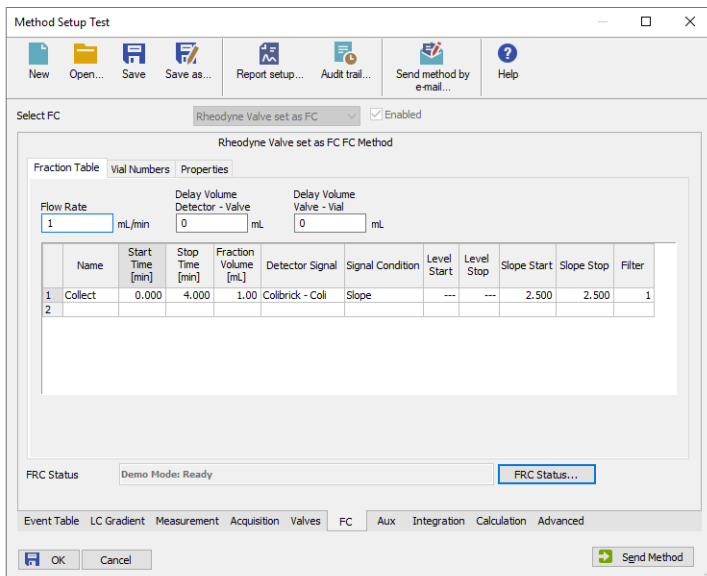 Method Setup Test
New Open... Save Save as... Report setup... Audit trail... Send method by e-mail... Help
Select FC Rheodyne Valve set as FC Enabled
Rheodyne Valve set as FC FC Method
Fraction Table Vial Numbers Properties
Flow Rate Delay Volume Detector - Valve Delay Volume Valve - Vial
1 mL/min 0 mL 0 mL
Name Start Time [min] Stop Time [min] Fraction Volume [mL] Detector Signal Signal Condition Level Start Level Stop Slope Start Slope Stop Filter
1 Collect 0.000 4.000 1.00 Colibrick - Coli Slope --- --- 2.500 2.500 1
2
FRC Status Demo Mode: Ready FRC Status...
Event Table LC Gradient Measurement Acquisition Valves FC Aux Integration Calculation Advanced
OK Cancel Send Method